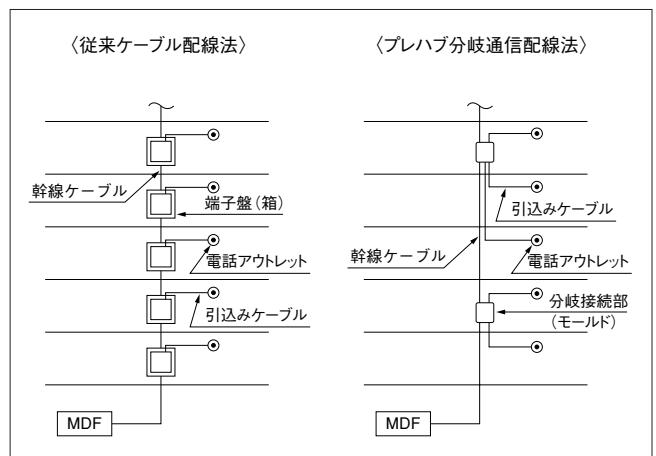 〈従来ケーブル配線法〉
幹線ケーブル
端子盤(箱)
電話アウトレット
引込みケーブル
MDF
〈プレハブ分岐通信配線法〉
引込みケーブル
幹線ケーブル
電話アウトレット
分岐接続部
(モールド)
MDF